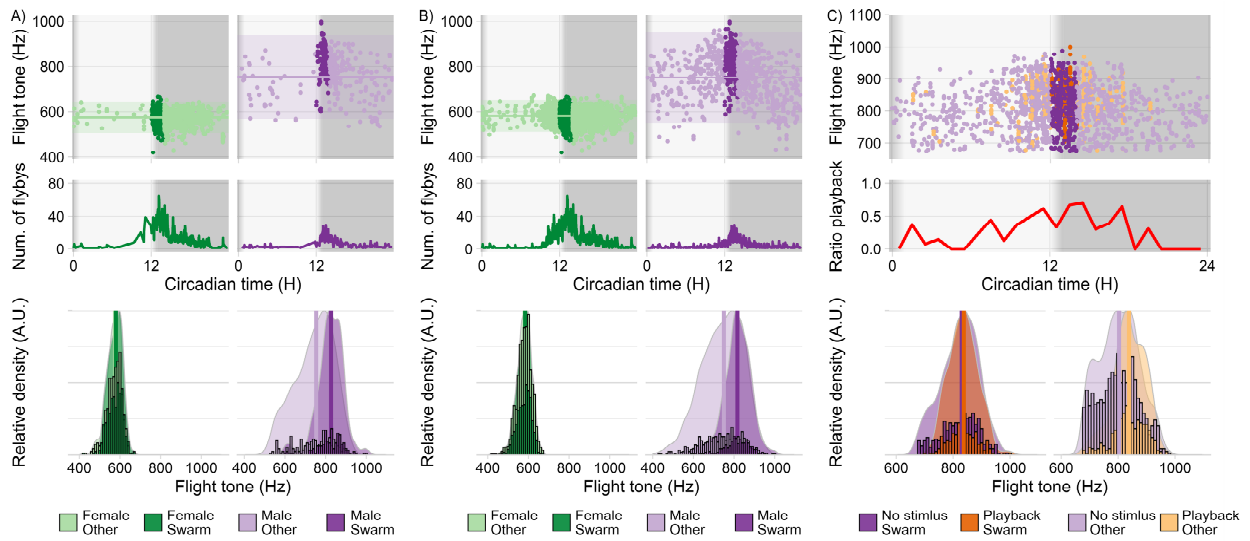 A)
Flight tone (Hz)
1000
800
600
400
Num. of flybys
80
40
0
0
12
0
12
Circadian time (H)
Relative density (A.U.)
400
600
800
1000
400
600
800
1000
Flight tone (Hz)
Female
Other
Female
Swarm
Male
Other
Male
Swarm
B)
Flight tone (Hz)
1000
800
600
400
Num. of flybys
80
40
0
0
12
0
12
Circadian time (H)
Relative density (A.U.)
400
600
800
1000
400
600
800
1000
Flight tone (Hz)
Female
Other
Female
Swarm
Male
Other
Male
Swarm
C)
Flight tone (Hz)
1100
1000
900
800
700
Ratio playback
1.0
0.5
0.0
0
12
24
Circadian time (H)
Relative density (A.U.)
600
800
1000
600
800
1000
Flight tone (Hz)
No stimlus
Swarm
Playback
Swarm
No stimlus
Other
Playback
Other